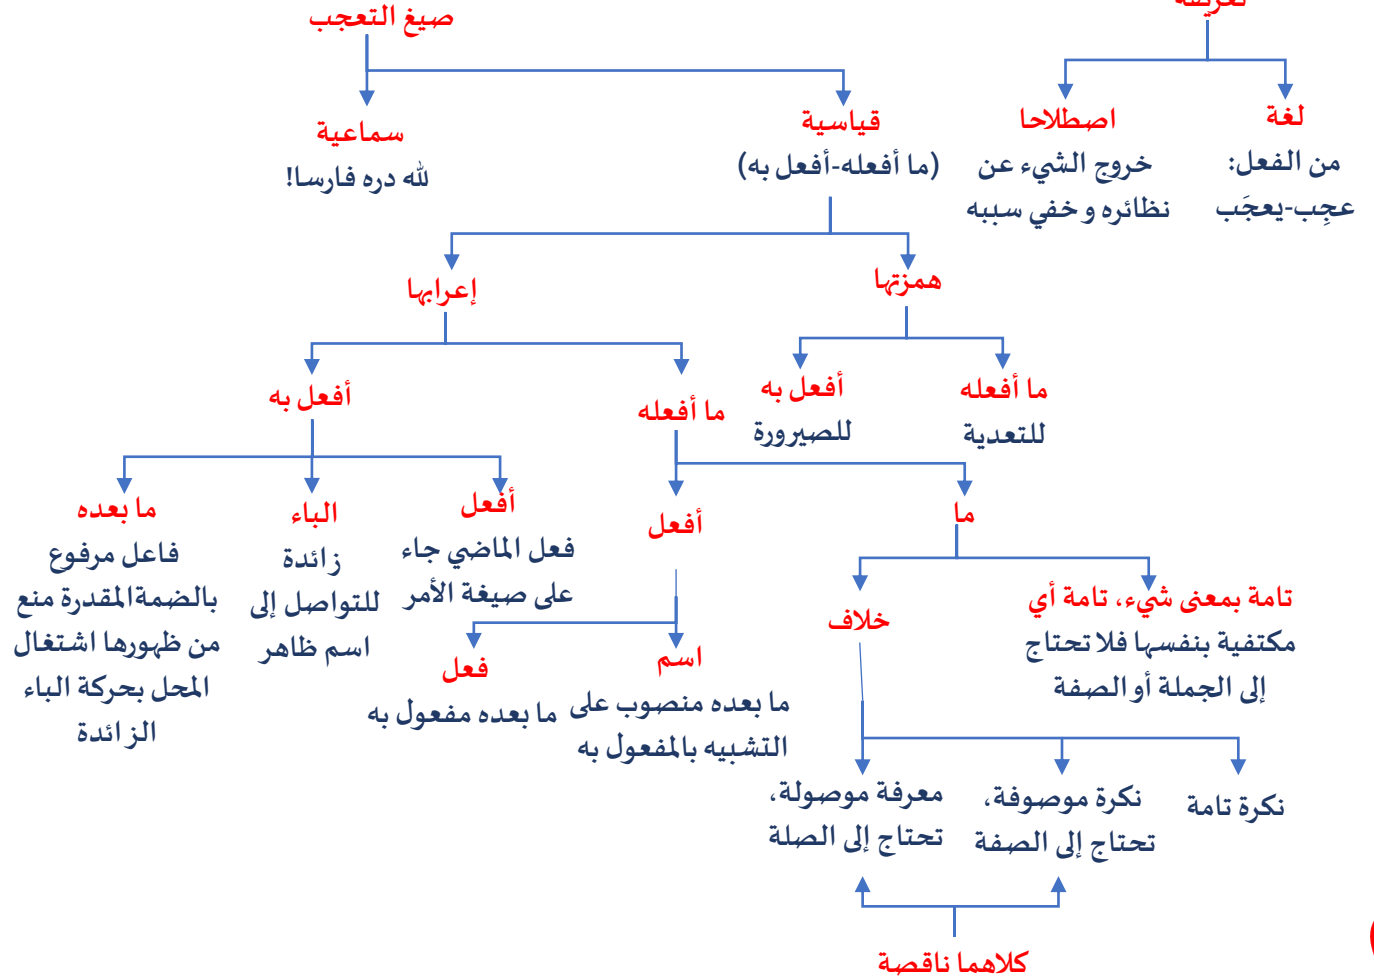 تعريفه
لغة
من الفعل:
عجِب-يعجَب
اصطلاحا
خروج الشيء عن
نظائره وخفي سببه
صيغ التعجب
قياسية
(ما أفعله-أفعل به)
سماعية
لله دره فارسا!
همزتها
ما أفعله
للتعدية
أفعل به
للصيرورة
إعرابها
ما أفعله
ما
تامة بمعنى شيء، تامة أي
مكتفية بنفسها فلا تحتاج
إلى الجملة أو الصفة
خلاف
نكرة تامة
نكرة موصوفة،
تحتاج إلى الصفة
معرفة موصولة،
تحتاج إلى الصلة
كلاهما ناقصة
أفعل
اسم
ما بعده منصوب على
التشبيه بالمفعول به
فعل
ما بعده مفعول به
أفعل به
أفعل
فعل الماضي جاء
على صيغة الأمر
الباء
زائدة
للتواصل إلى
اسم ظاهر
ما بعده
فاعل مرفوع
بالضمةالمقدرة منع
من ظهورها اشتغال
المحل بحركة الباء
الزائدة